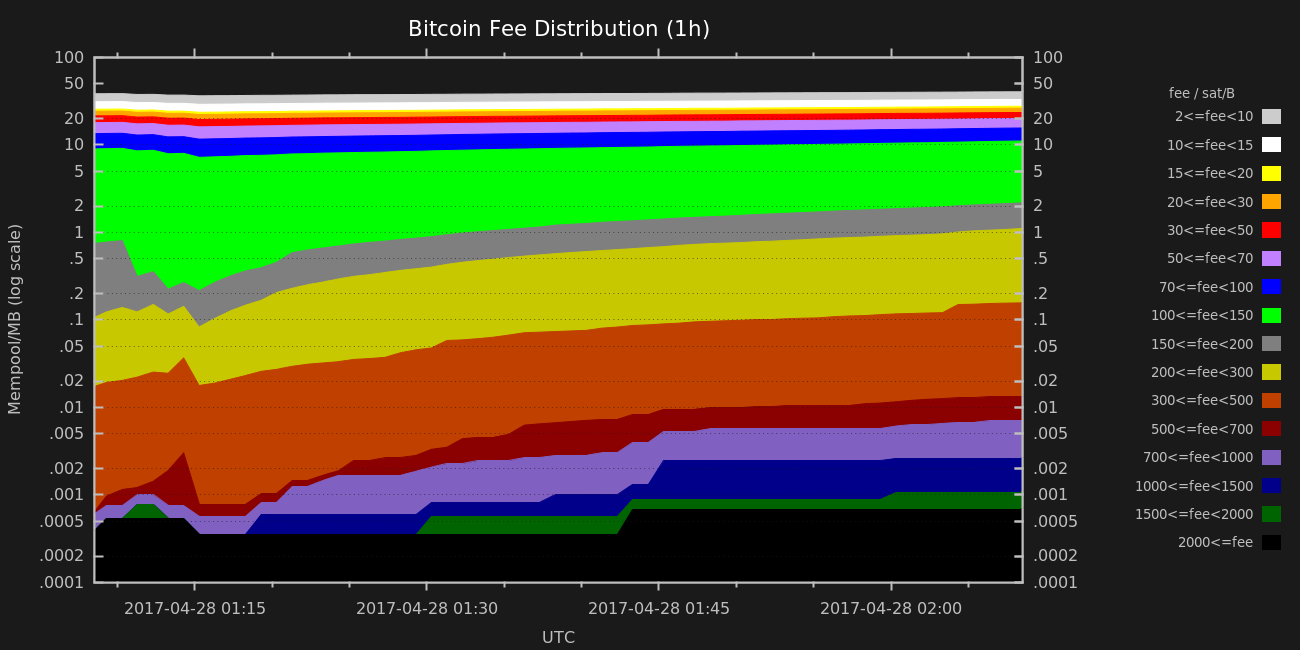 Bitcoin Fee Distribution (1h)
100
50
20
10
5
2
1
.5
.2
.1
.05
.02
.01
.005
.002
.001
.0005
.0002
.0001
Mempool/MB (log scale)
100
50
20
10
5
2
1
.5
.2
.1
.05
.02
.01
.005
.002
.001
.0005
.0002
.0001
2017-04-28 01:15
2017-04-28 01:30
2017-04-28 01:45
2017-04-28 02:00
UTC
fee / sat/B
2<=fee<10
10<=fee<15
15<=fee<20
20<=fee<30
30<=fee<50
50<=fee<70
70<=fee<100
100<=fee<150
150<=fee<200
200<=fee<300
300<=fee<500
500<=fee<700
700<=fee<1000
1000<=fee<1500
1500<=fee<2000
2000<=fee